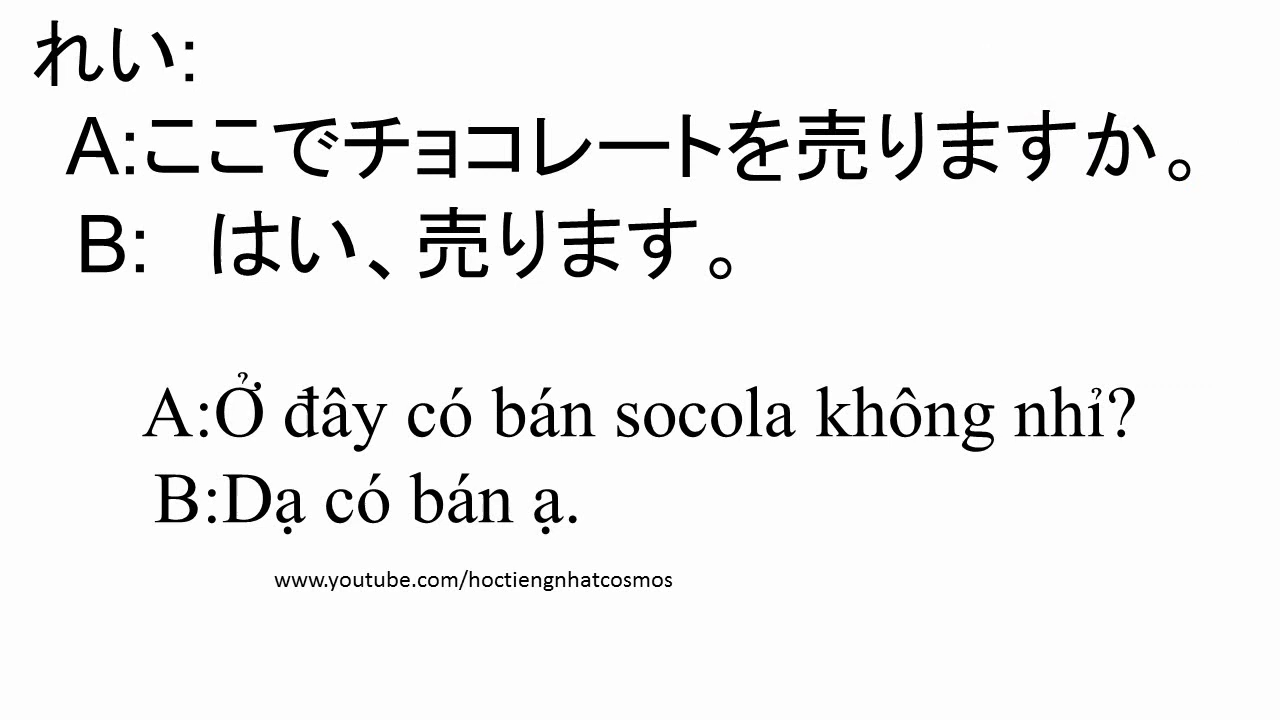 れい:
A:ここでチョコレートを売りますか。
B:　はい、売ります。
A:Ở đây có bán socola không nhỉ?
B:Dạ có bán ạ.
www.youtube.com/hoctiengnhatcosmos